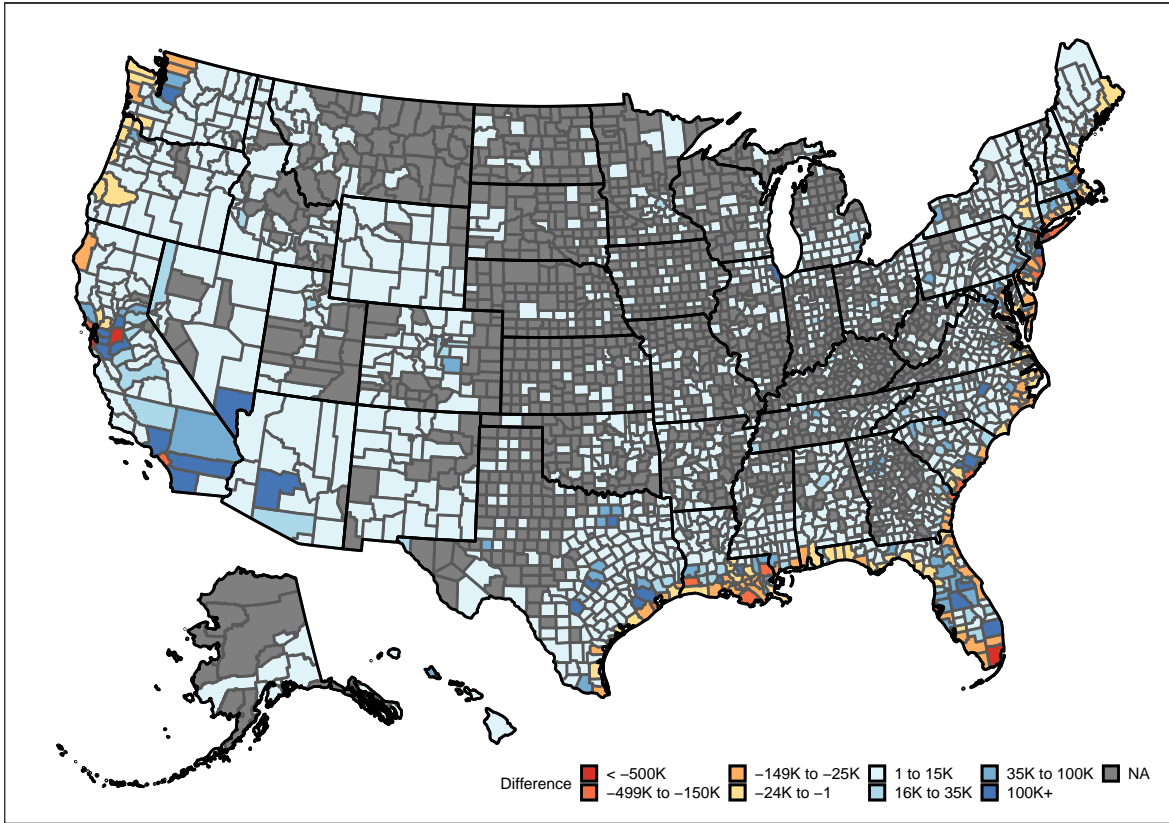 Difference
< −500K
−499K to −150K
−149K to −25K
−24K to −1
1 to 15K
16K to 35K
35K to 100K
100K+
NA